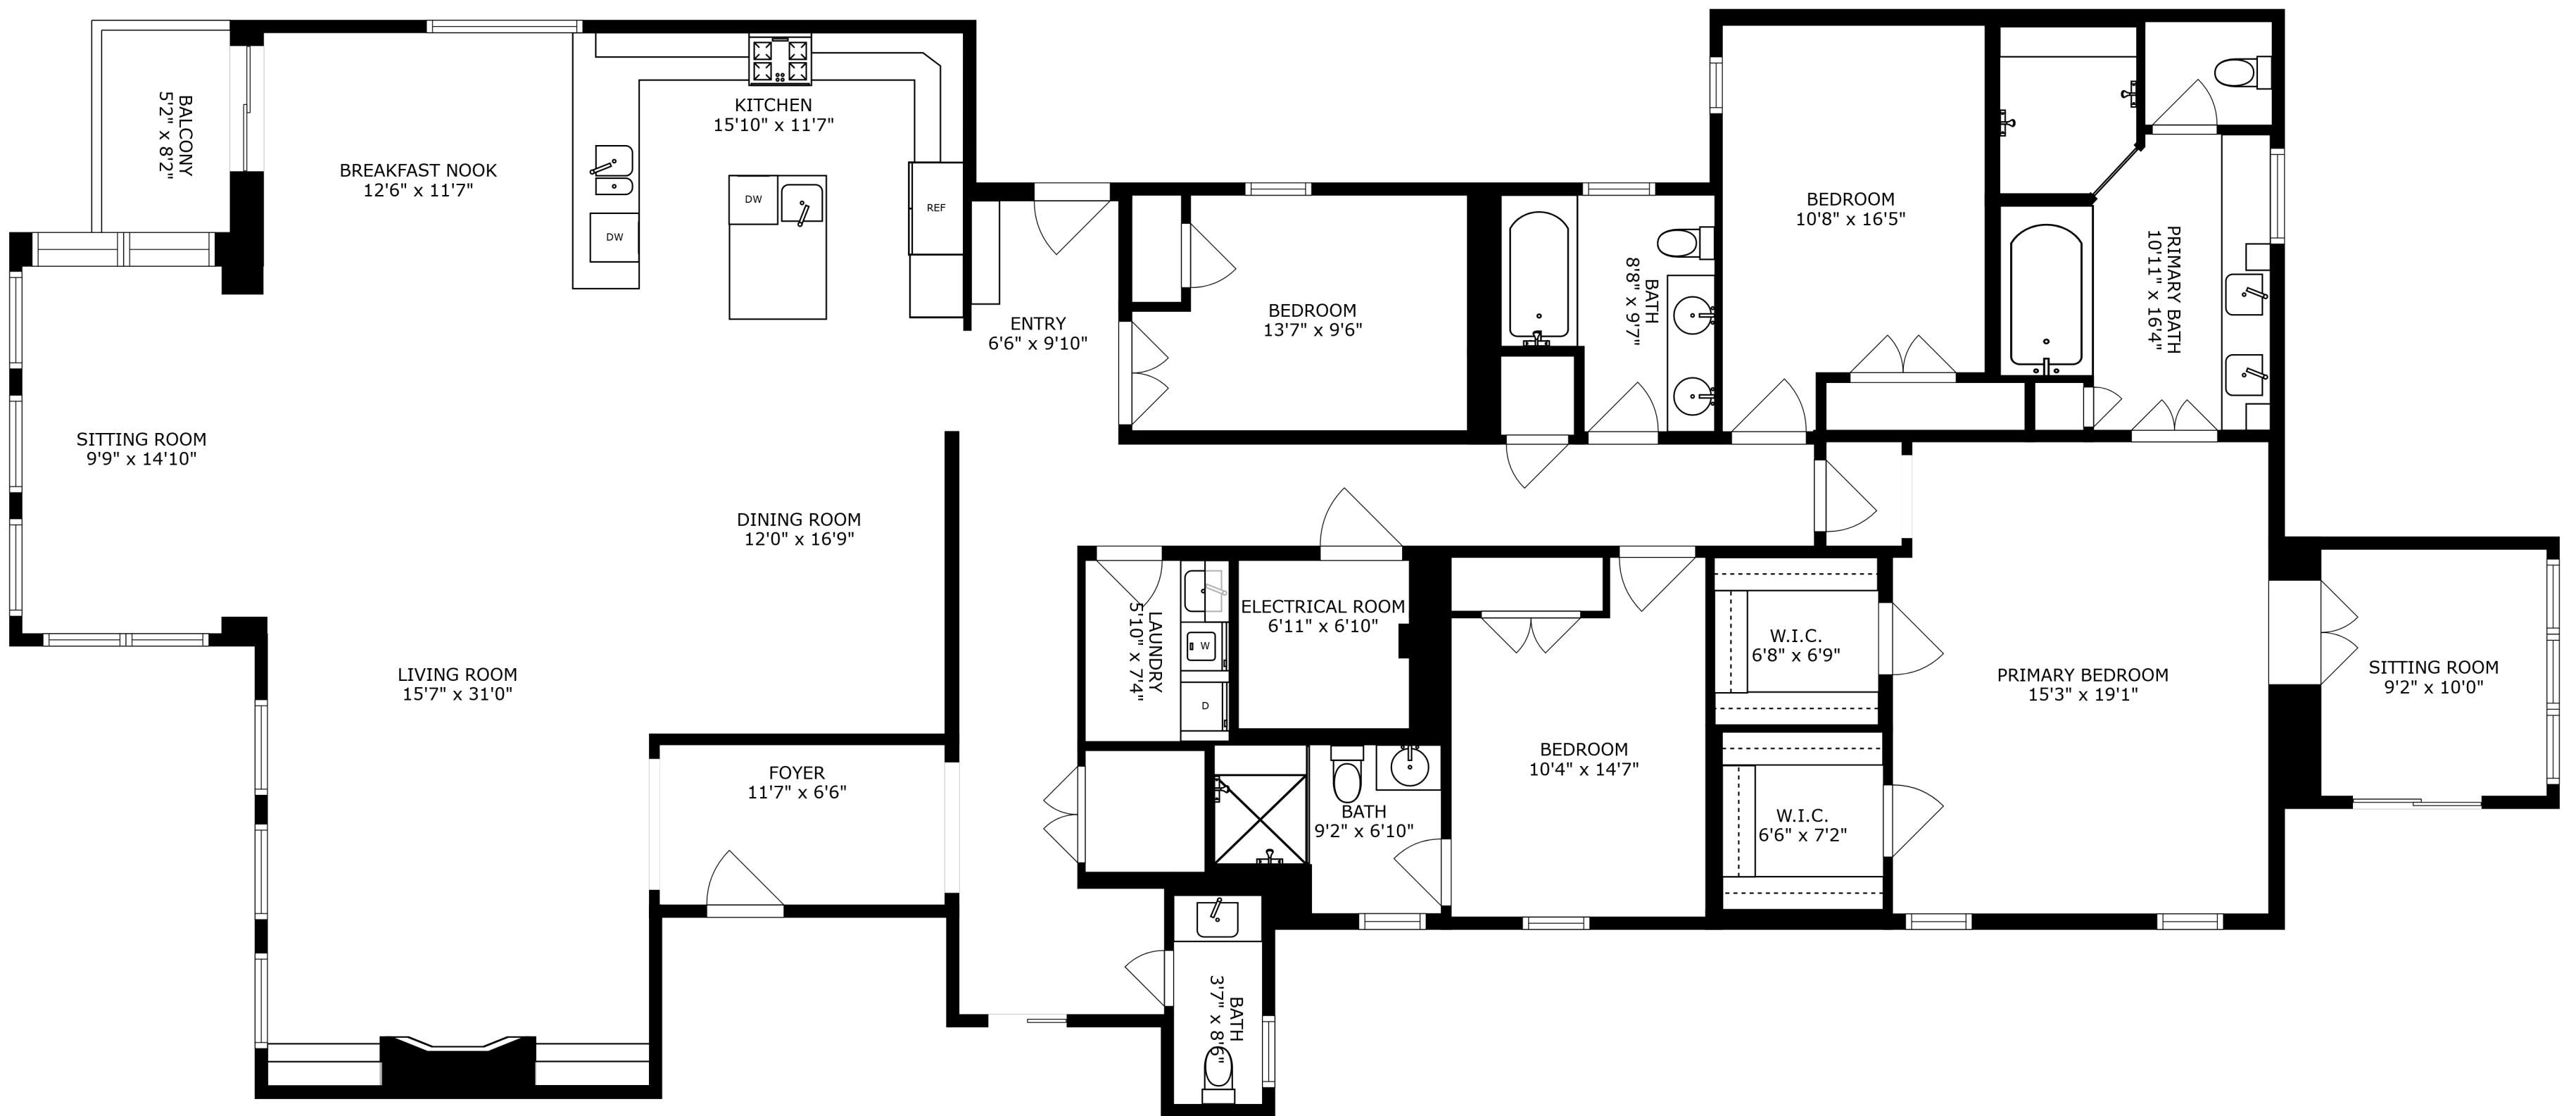 BALCONY
5'2" x 8'2"
BREAKFAST NOOK
12'6" x 11'7"
KITCHEN
15'10" x 11'7"
DW
DW
REF
ENTRY
6'6" x 9'10"
BEDROOM
13'7" x 9'6"
BATH
8'8" x 9'7"
BEDROOM
10'8" x 16'5"
PRIMARY BATH
10'11" x 16'4"
SITTING ROOM
9'9" x 14'10"
DINING ROOM
12'0" x 16'9"
LIVING ROOM
15'7" x 31'0"
FOYER
11'7" x 6'6"
LAUNDRY
5'10" x 7'4"
W
D
ELECTRICAL ROOM
6'11" x 6'10"
BATH
9'2" x 6'10"
BATH
3'7" x 8'6"
BEDROOM
10'4" x 14'7"
W.I.C.
6'8" x 6'9"
W.I.C.
6'6" x 7'2"
PRIMARY BEDROOM
15'3" x 19'1"
SITTING ROOM
9'2" x 10'0"